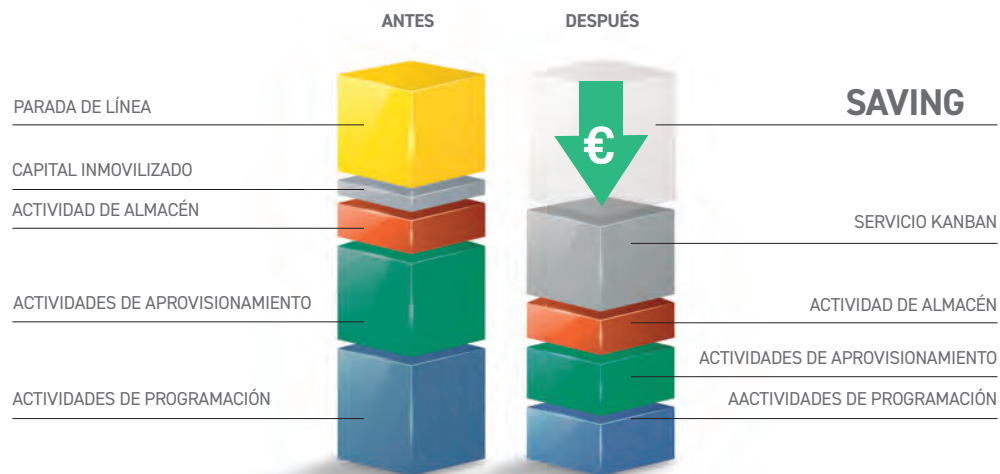 ANTES
DESPUÉS
PARADA DE LÍNEA
CAPITAL INMOVILIZADO
ACTIVIDAD DE ALMACÉN
ACTIVIDADES DE APROVISIONAMIENTO
ACTIVIDADES DE PROGRAMACIÓN
€
SAVING
SERVICIO KANBAN
ACTIVIDAD DE ALMACÉN
ACTIVIDADES DE APROVISIONAMIENTO
AACTIVIDADES DE PROGRAMACIÓN